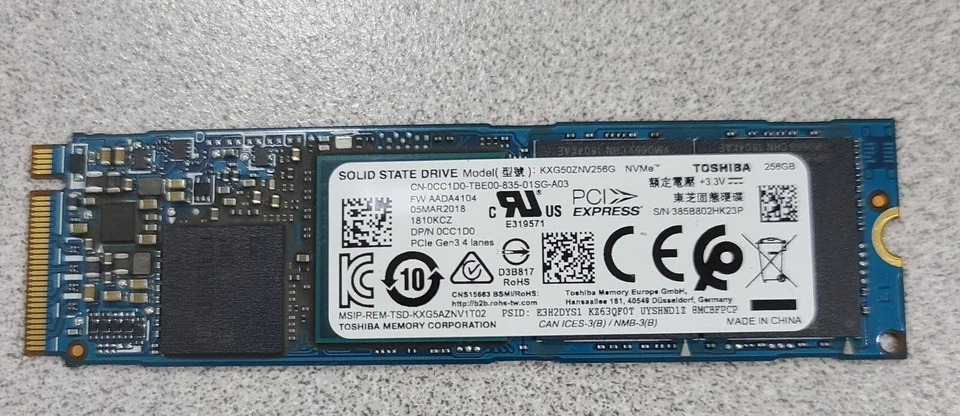 SOLID STATE DRIVE Model(型號): KXG50ZNV256G NVMe™ TOSHIBA 256GB
CN-0CC1D0-TBE00-835-01SG-A03
FW AADA4104
05MAR2018
1810KCZ
DP/N 0CC1D0
PCIe Gen3 4 lanes
C RU US
E319571
PCI EXPRESS®
額定電壓 +3.3V
東芝固態硬碟
S/N 385B802HK23P
10
D3B817
RoHS
CNS15663 BSMI/RoHS:
http://b2b.rohs-tw.com
CE
Toshiba Memory Europe GmbH,
Hansaallee 181, 40549 Düsseldorf, Germany
MSIP-REM-TSD-KXG5AZNV1T02
PSID: E3H2DYS1 KZ63QF0T UYSHND1Z 8MCBFPCP
TOSHIBA MEMORY CORPORATION
CAN ICES-3(B) / NMB-3(B)
MADE IN CHINA